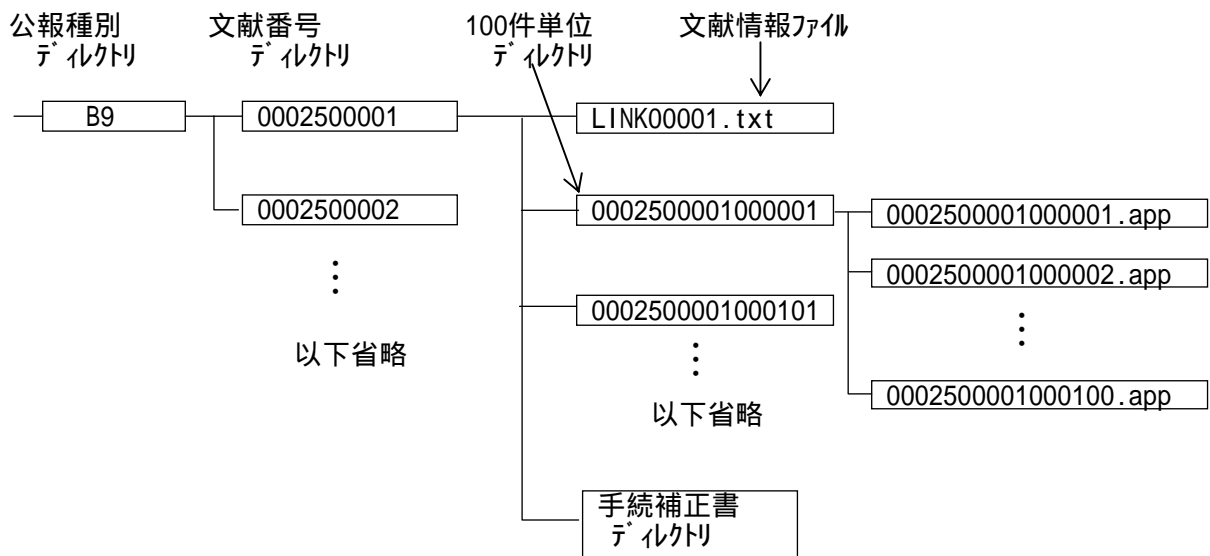 公報種別
ディレクトリ
文献番号
ディレクトリ
100件単位
ディレクトリ
文献情報ファイル
B9
0002500001
LINK00001.txt
0002500002
0002500001000001
0002500001000001.app
0002500001000002.app
⋮
0002500001000101
⋮
以下省略
⋮
以下省略
0002500001000100.app
手続補正書
ディレクトリ